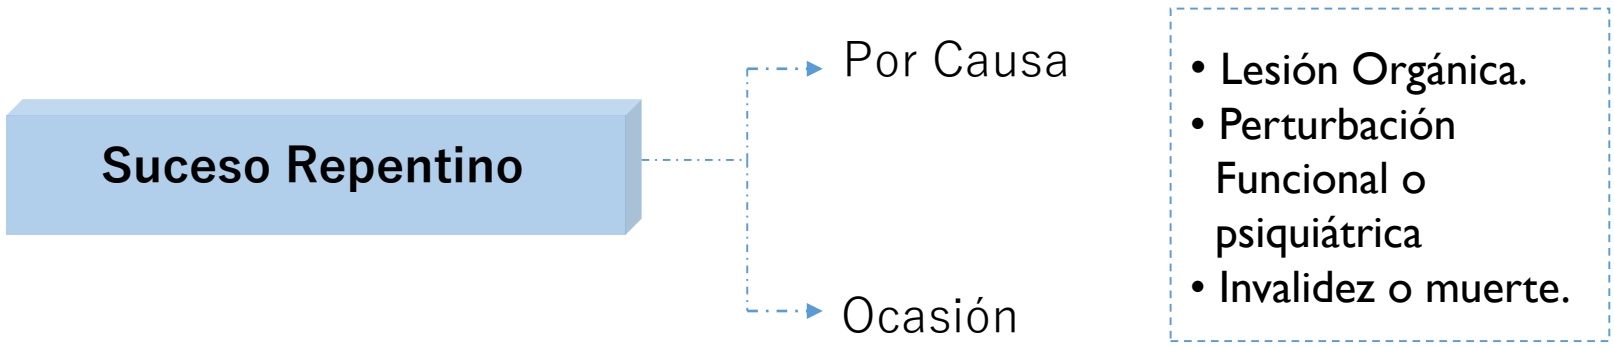 Suceso Repentino
Por Causa
Ocasión
• Lesión Orgánica.
• Perturbación
Funcional o
psiquiátrica
• Invalidez o muerte.